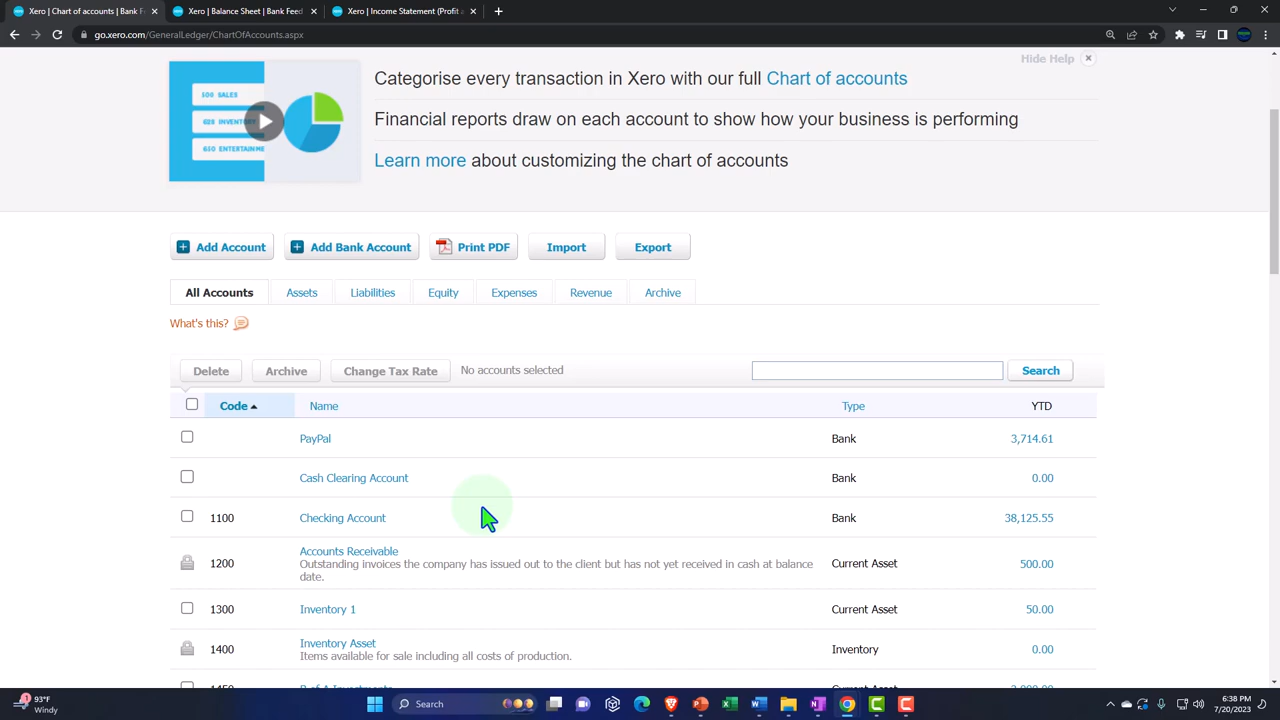 Xero | Chart of accounts | Bank F
Xero | Balance Sheet | Bank Feed
Xero | Income Statement (Profit a
go.xero.com/GeneralLedger/ChartOfAccounts.aspx
Hide Help
Categorise every transaction in Xero with our full Chart of accounts
500 SALES
Financial reports draw on each account to show how your business is performing
Learn more about customizing the chart of accounts
Add Account
Add Bank Account
Print PDF
Import
Export
All Accounts
Assets
Liabilities
Equity
Expenses
Revenue
Archive
What's this?
Delete
Archive
Change Tax Rate
No accounts selected
Search
Code
Name
Type
YTD
PayPal Bank 3,714.61
Cash Clearing Account Bank 0.00
1100 Checking Account Bank 38,125.55
Accounts Receivable
1200 Outstanding invoices the company has issued out to the client but has not yet received in cash at balance Current Asset 500.00
date.
1300 Inventory 1 Current Asset 50.00
Inventory Asset
1400 Items available for sale including all costs of production. Inventory 0.00
93°F
Windy
Search
6:38 PM
7/20/2023